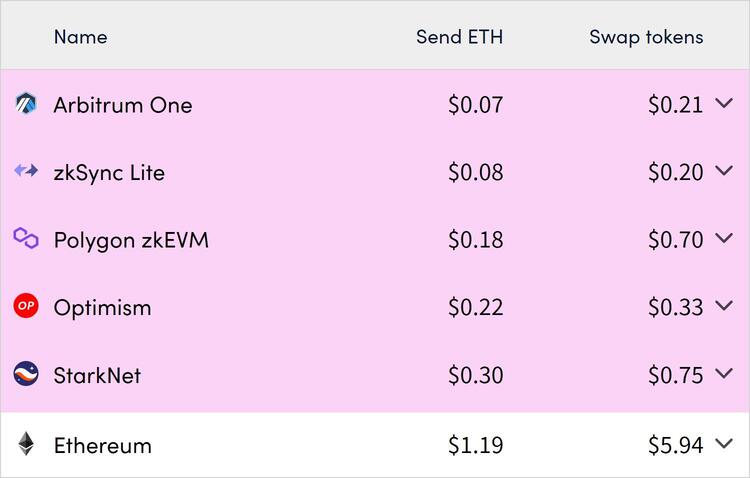 Name Send ETH Swap tokens
Arbitrum One $0.07 $0.21
zkSync Lite $0.08 $0.20
Polygon zkEVM $0.18 $0.70
OP Optimism $0.22 $0.33
StarkNet $0.30 $0.75
Ethereum $1.19 $5.94